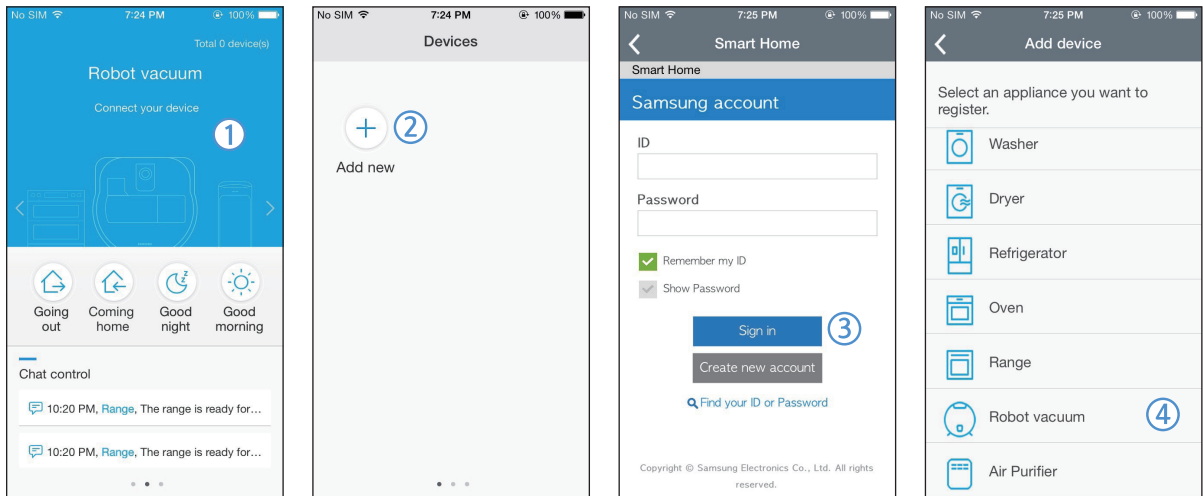 No SIM 7:24 PM 100%
Total 0 device(s)
Robot vacuum
Connect your device
①
Going out
Coming home
Good night
Good morning
Chat control
10:20 PM, Range, The range is ready for...
10:20 PM, Range, The range is ready for...
No SIM 7:24 PM 100%
Devices
②
Add new
No SIM 7:25 PM 100%
Smart Home
Smart Home
Samsung account
ID
Password
Remember my ID
Show Password
Sign in ③
Create new account
Find your ID or Password
Copyright © Samsung Electronics Co., Ltd. All rights
reserved.
No SIM 7:25 PM 100%
Add device
Select an appliance you want to
register.
Washer
Dryer
Refrigerator
Oven
Range
Robot vacuum ④
Air Purifier